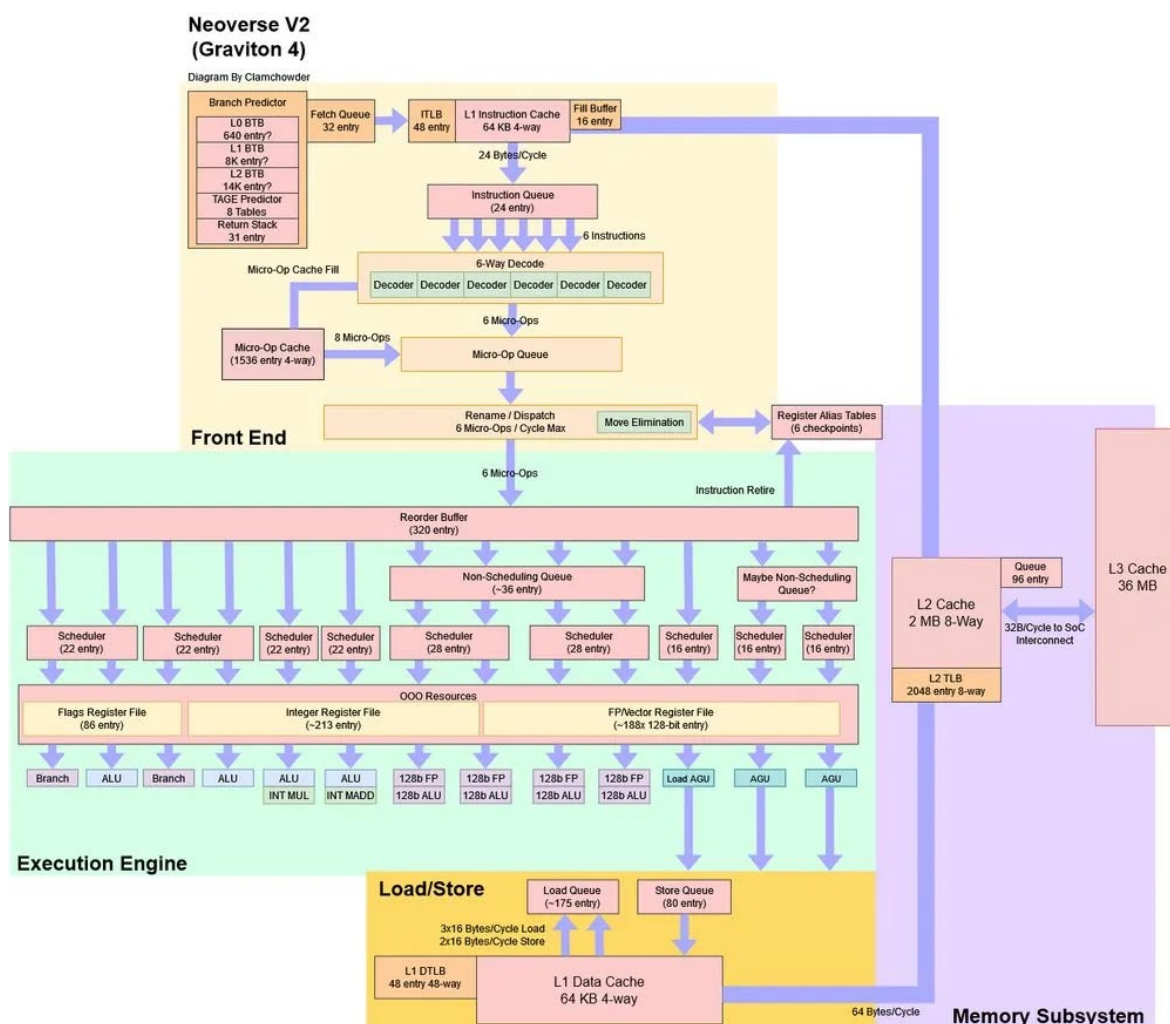 Neoverse V2
(Graviton 4)
Diagram By Clamchowder
Branch Predictor
L0 BTB
640 entry?
L1 BTB
8K entry?
L2 BTB
14K entry?
TAGE Predictor
8 Tables
Return Stack
31 entry
Fetch Queue
32 entry
ITLB
48 entry
L1 Instruction Cache
64 KB 4-way
Fill Buffer
16 entry
24 Bytes/Cycle
Instruction Queue
(24 entry)
6 Instructions
6-Way Decode
Decoder Decoder Decoder Decoder Decoder Decoder
Micro-Op Cache Fill
6 Micro-Ops
Micro-Op Cache
(1536 entry 4-way)
8 Micro-Ops
Micro-Op Queue
Rename / Dispatch
6 Micro-Ops / Cycle Max
Move Elimination
Register Alias Tables
(6 checkpoints)
Front End
6 Micro-Ops
Instruction Retire
Reorder Buffer
(320 entry)
Non-Scheduling Queue
(~36 entry)
Maybe Non-Scheduling
Queue?
Scheduler
(22 entry)
Scheduler
(22 entry)
Scheduler
(22 entry)
Scheduler
(22 entry)
Scheduler
(28 entry)
Scheduler
(28 entry)
Scheduler
(16 entry)
Scheduler
(16 entry)
Scheduler
(16 entry)
OOO Resources
Flags Register File
(86 entry)
Integer Register File
(~213 entry)
FP/Vector Register File
(~188x 128-bit entry)
Branch
ALU
Branch
ALU
ALU
INT MUL
ALU
INT MADD
128b FP
128b ALU
128b FP
128b ALU
128b FP
128b ALU
128b FP
128b ALU
Load AGU
AGU
AGU
Execution Engine
Load/Store
Load Queue
(~175 entry)
Store Queue
(80 entry)
3x16 Bytes/Cycle Load
2x16 Bytes/Cycle Store
L1 DTLB
48 entry 48-way
L1 Data Cache
64 KB 4-way
64 Bytes/Cycle
L2 Cache
2 MB 8-Way
Queue
96 entry
L2 TLB
2048 entry 8-way
32B/Cycle to SoC
Interconnect
L3 Cache
36 MB
Memory Subsystem